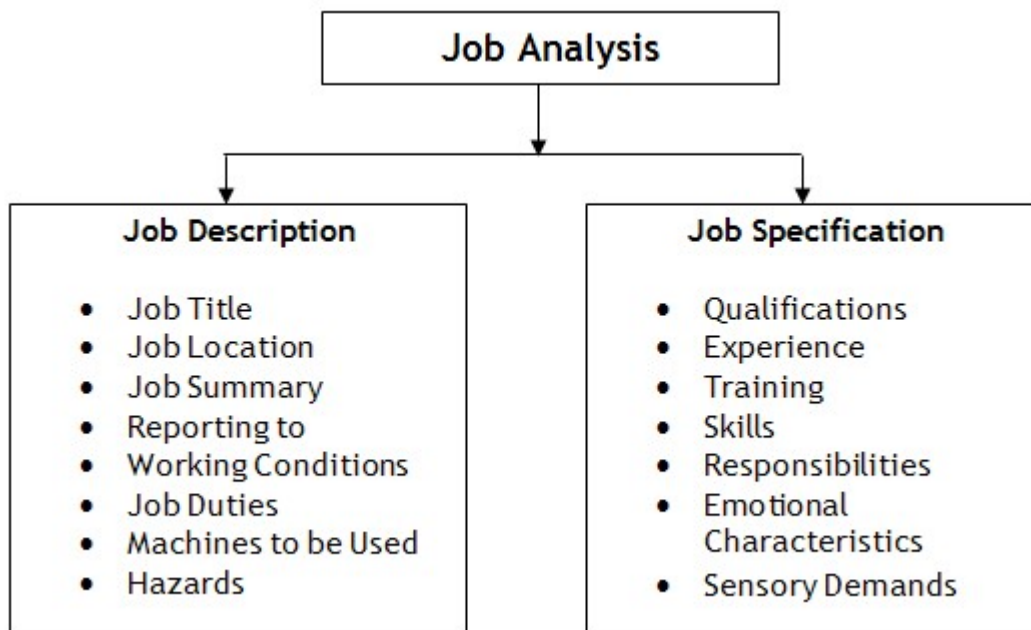 Job Analysis
Job Description
• Job Title
• Job Location
• Job Summary
• Reporting to
• Working Conditions
• Job Duties
• Machines to be Used
• Hazards
Job Specification
• Qualifications
• Experience
• Training
• Skills
• Responsibilities
• Emotional
Characteristics
• Sensory Demands